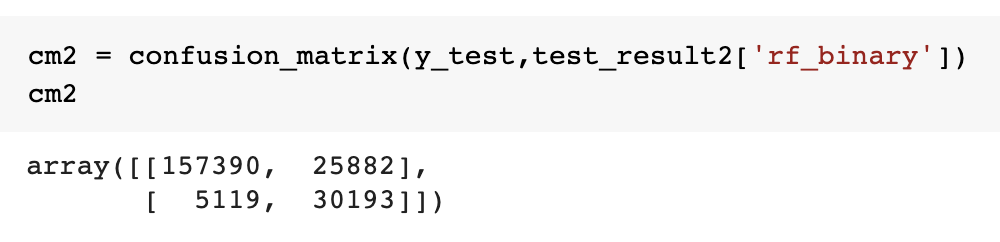 cm2 = confusion_matrix(y_test,test_result2['rf_binary'])
cm2
array([[157390,  25882],
       [  5119,  30193]])